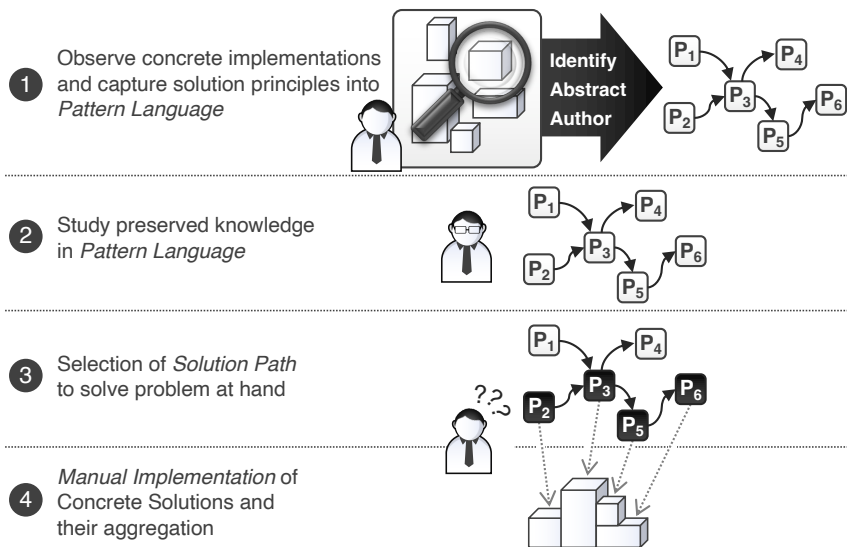 1
Observe concrete implementations
and capture solution principles into
Pattern Language
Identify
Abstract
Author
P1
P4
P3
P2
P6
P5
2
Study preserved knowledge
in Pattern Language
P1
P4
P3
P2
P6
P5
3
Selection of Solution Path
to solve problem at hand
???
P1
P4
P3
P2
P6
P5
4
Manual Implementation of
Concrete Solutions and
their aggregation